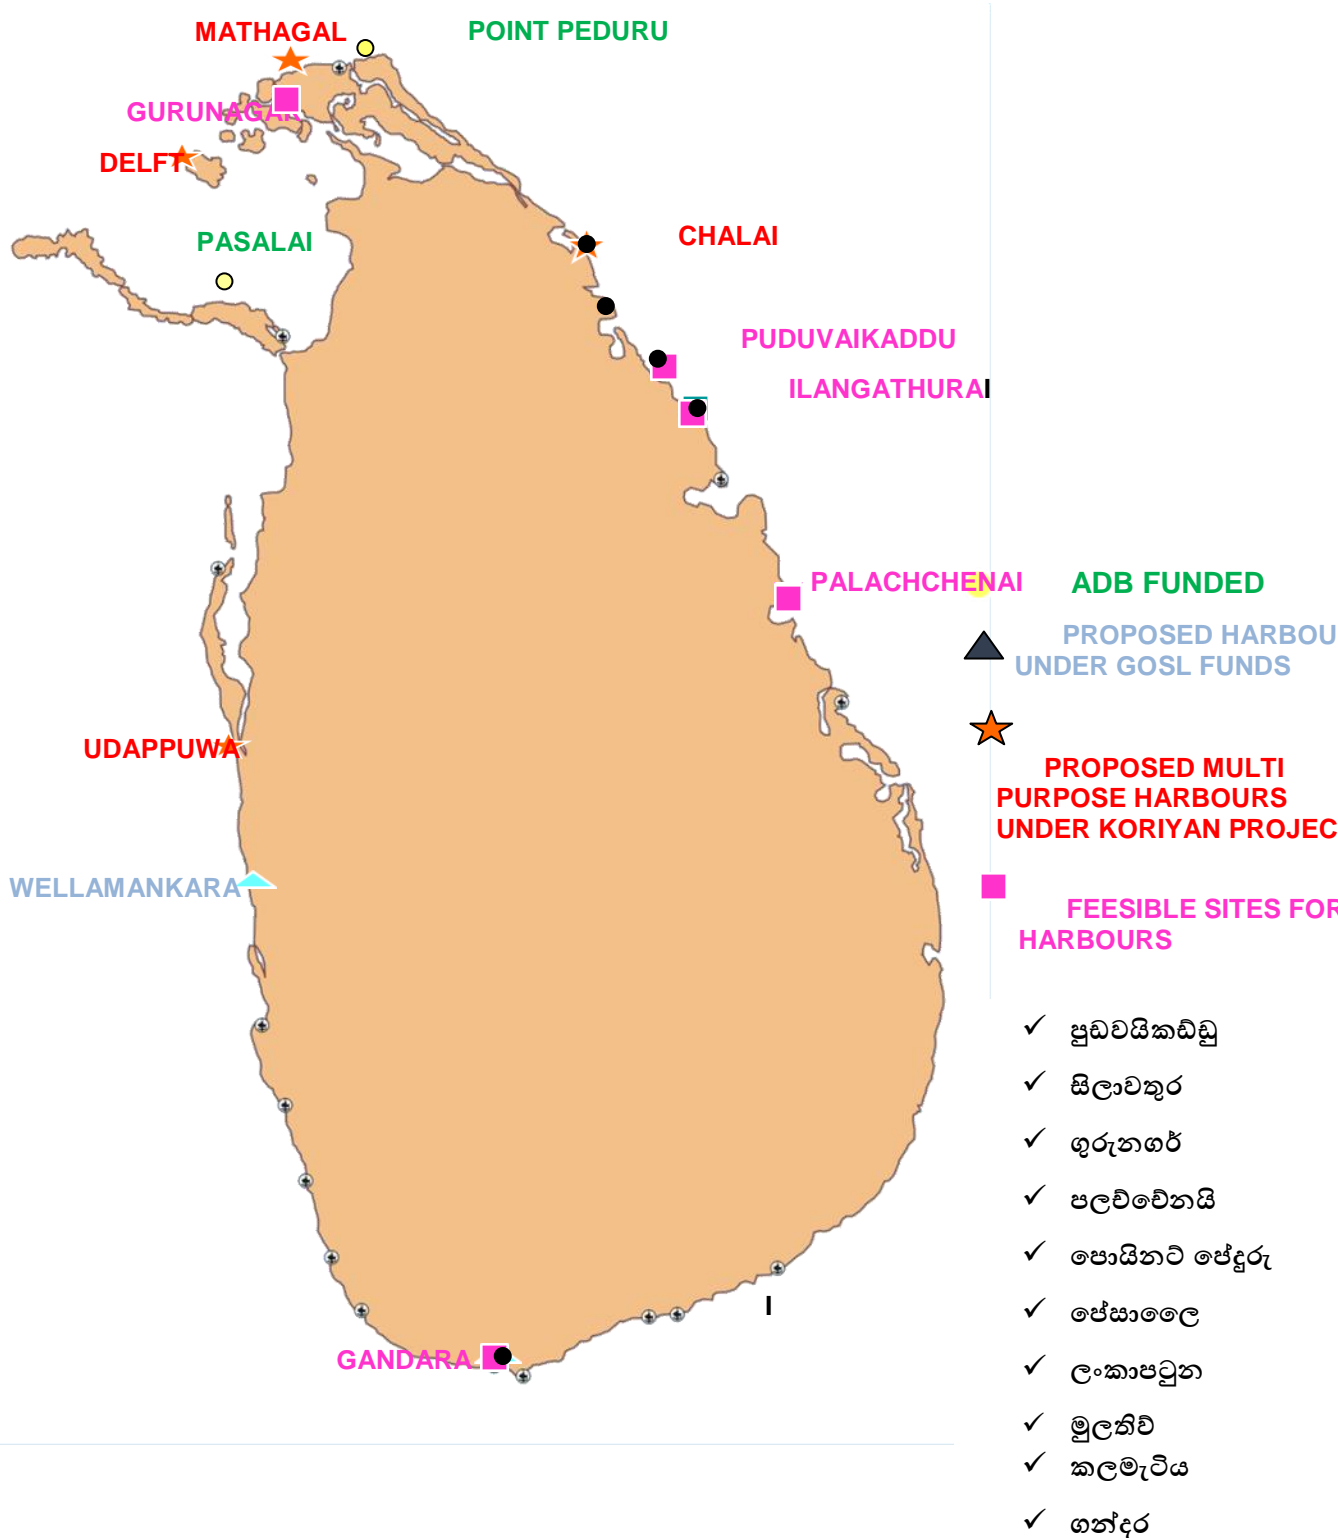 MATHAGAL
POINT PEDURU
GURUNAGAR
DELFT
PASALAI
CHALAI
PUDUVAIKADDU
ILANGATHURAI
PALACHCHENAI
ADB FUNDED
PROPOSED HARBOU
UNDER GOSL FUNDS
UDAPPUWA
PROPOSED MULTI
PURPOSE HARBOURS
UNDER KORIYAN PROJEC
WELLAMANKARA
FEESIBLE SITES FOR
HARBOURS
✓ පුඩවයිකඩ්ඩු
✓ සිලාවතුර
✓ ගුරුනගර්
✓ පලච්චේනයි
✓ පොයිනට් පේදුරු
✓ පේසාලෛ
I
✓ ලංකාපටුන
GANDARA
✓ මුලතිව්
✓ කලමැටිය
✓ ගන්දර